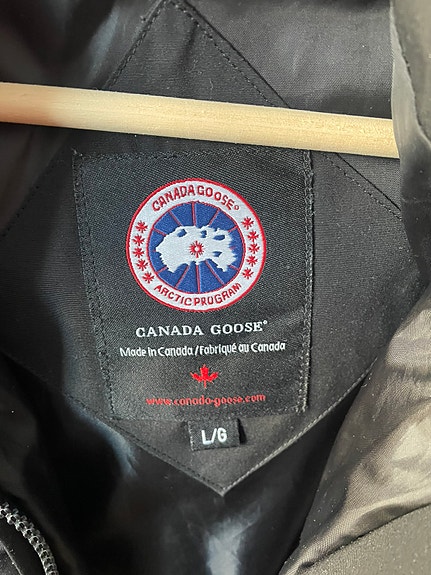 CANADA GOOSE®
ARCTIC PROGRAM
CANADA GOOSE®
Made in Canada/Fabriqué au Canada
www.canada-goose.com
L/G